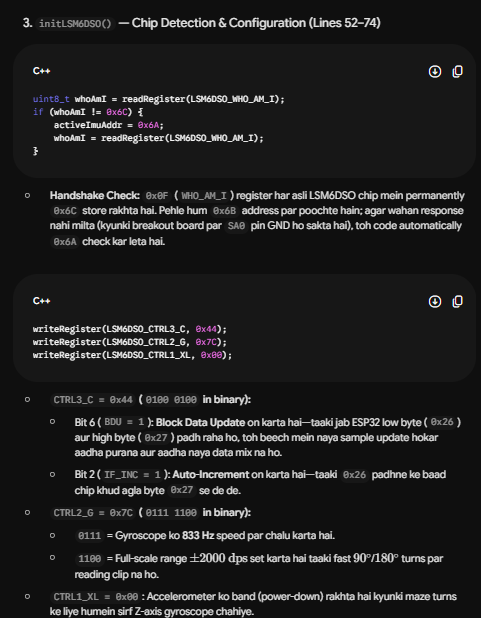 3. initLSM6DSO() — Chip Detection & Configuration (Lines 52–74)
C++
uint8_t whoAmI = readRegister(LSM6DSO_WHO_AM_I);
if (whoAmI != 0x6C) {
    activeImuAddr = 0x6A;
    whoAmI = readRegister(LSM6DSO_WHO_AM_I);
}
Handshake Check: 0x0F ( WHO_AM_I ) register har asli LSM6DSO chip mein permanently
0x6C store rakhta hai. Pehle hum 0x6B address par poochte hain; agar wahan response
nahi milta (kyunki breakout board par SA0 pin GND ho sakta hai), toh code automatically
0x6A check kar leta hai.
C++
writeRegister(LSM6DSO_CTRL3_C, 0x44);
writeRegister(LSM6DSO_CTRL2_G, 0x7C);
writeRegister(LSM6DSO_CTRL1_XL, 0x00);
CTRL3_C = 0x44 ( 0100 0100 in binary):
Bit 6 ( BDU = 1 ): Block Data Update on karta hai—taaki jab ESP32 low byte ( 0x26 )
aur high byte ( 0x27 ) padh raha ho, toh beech mein naya sample update hokar
aadha purana aur aadha naya data mix na ho.
Bit 2 ( IF_INC = 1 ): Auto-Increment on karta hai—taaki 0x26 padhne ke baad
chip khud agla byte 0x27 se de de.
CTRL2_G = 0x7C ( 0111 1100 in binary):
0111 = Gyroscope ko 833 Hz speed par chalu karta hai.
1100 = Full-scale range ±2000 dps set karta hai taaki fast 90°/180° turns par
reading clip na ho.
CTRL1_XL = 0x00 : Accelerometer ko band (power-down) rakhta hai kyunki maze turns
ke liye humein sirf Z-axis gyroscope chahiye.